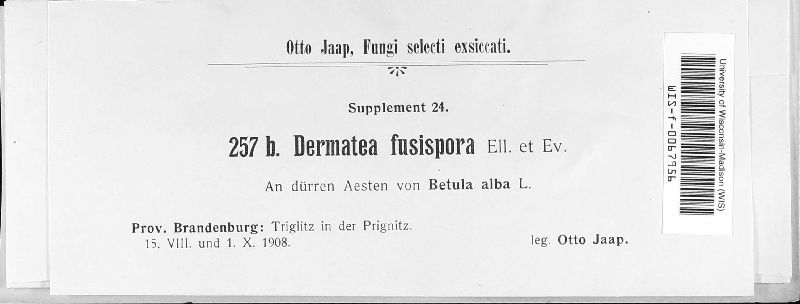 Otto Jaap, Fungi selecti exsiccati.
Supplement 24.
257 b. Dermatea fusispora Ell. et Ev.
An dürren Aesten von Betula alba L.
Prov. Brandenburg: Triglitz in der Prignitz.
15. VIII. und 1. X. 1908.
leg. Otto Jaap.
University of Wisconsin-Madison (WIS)
WIS-f-0067956